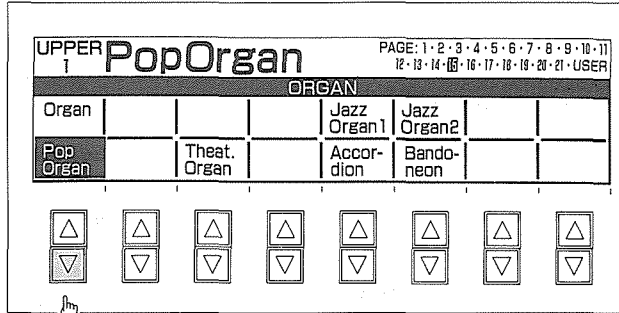 UPPER 1 PopOrgan PAGE: 1 · 2 · 3 · 4 · 5 · 6 · 7 · 8 · 9 · 10 · 11
12 · 13 · 14 · 15 · 16 · 17 · 18 · 19 · 20 · 21 · USER
ORGAN
Organ Jazz Organ1 Jazz Organ2
Pop Organ Theat. Organ Accor-dion Bando-neon